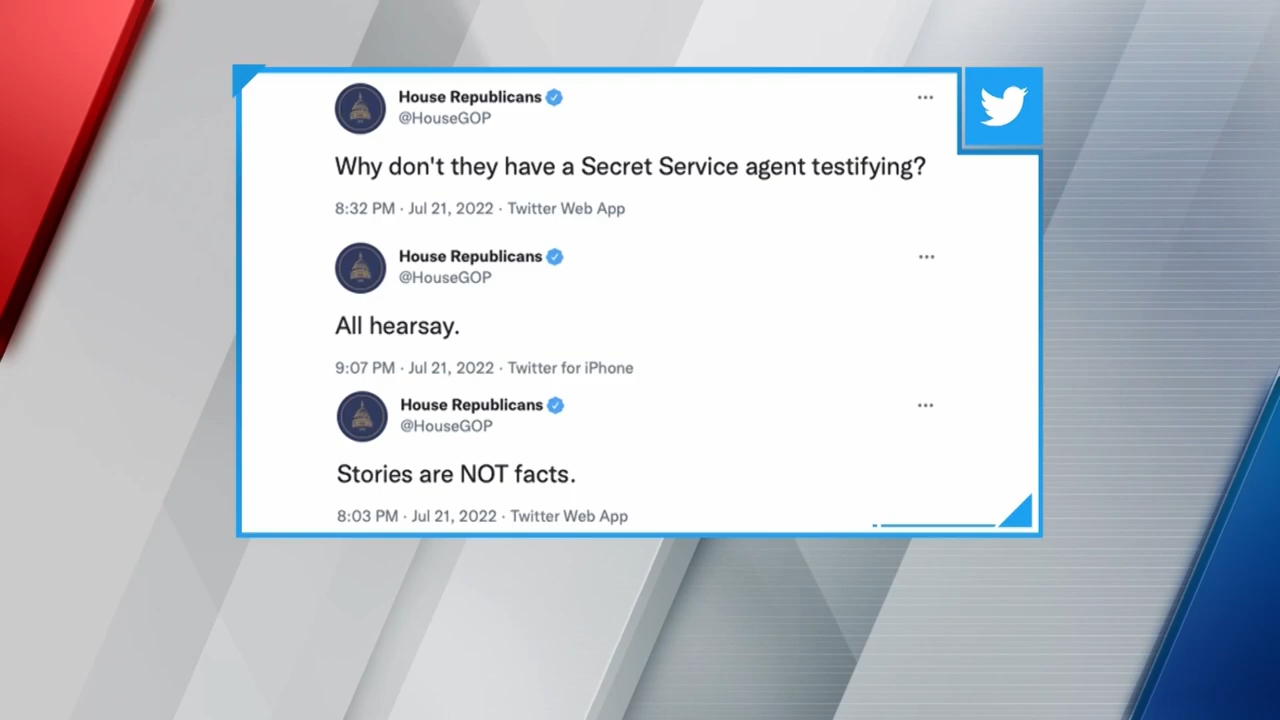 House Republicans
@HouseGOP
Why don't they have a Secret Service agent testifying?
8:32 PM · Jul 21, 2022 · Twitter Web App
House Republicans
@HouseGOP
All hearsay.
9:07 PM · Jul 21, 2022 · Twitter for iPhone
House Republicans
@HouseGOP
Stories are NOT facts.
8:03 PM · Jul 21, 2022 · Twitter Web App